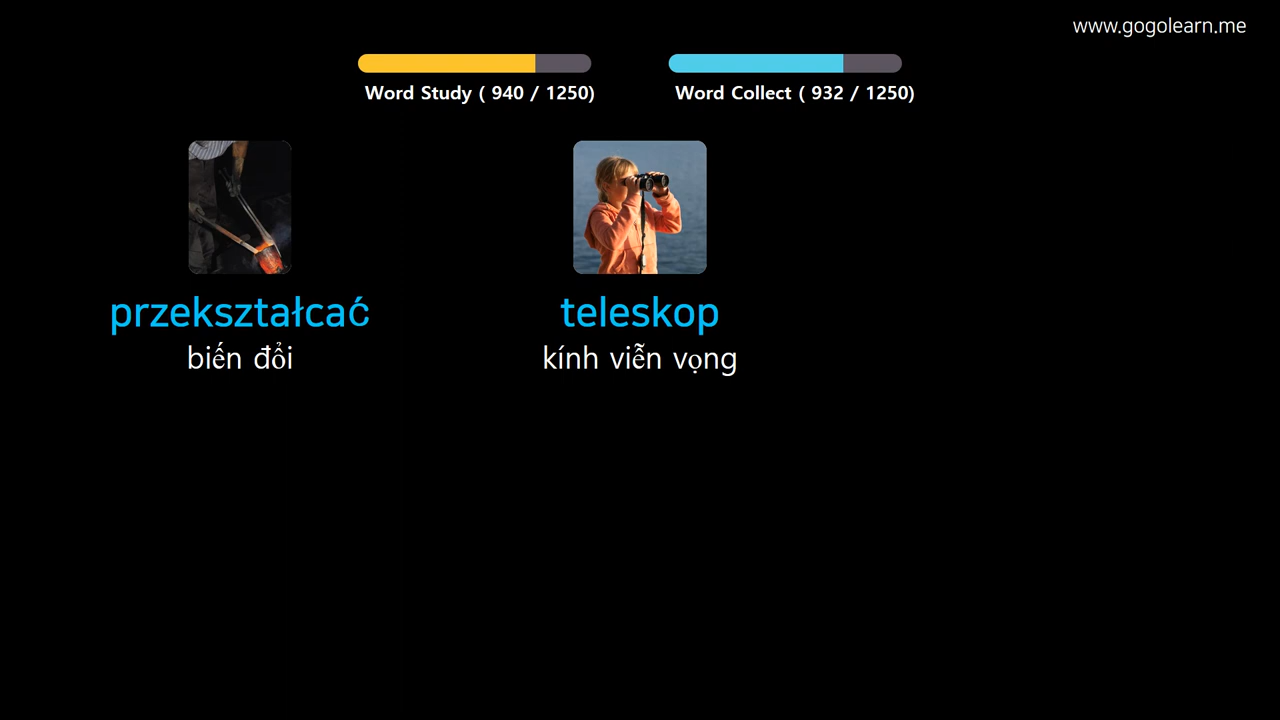 www.gogolearn.me
Word Study ( 940 / 1250)
Word Collect ( 932 / 1250)
przekształcać
biến đổi
teleskop
kính viễn vọng